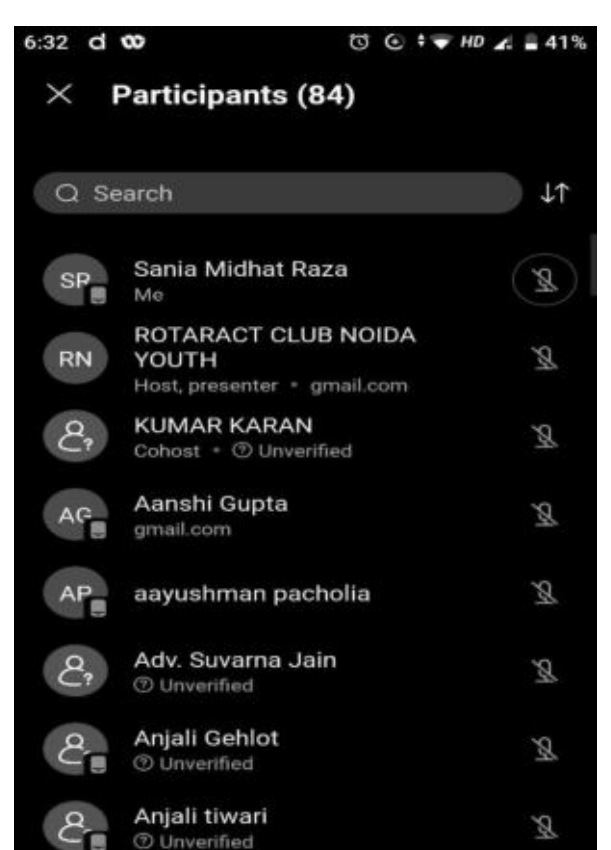 6:32 HD 41%
Participants (84)
Search
SR Sania Midhat Raza
Me
ROTARACT CLUB NOIDA
RN YOUTH
Host, presenter • gmail.com
KUMAR KARAN
Cohost • Unverified
AG Aanshi Gupta
gmail.com
AP aayushman pacholia
Adv. Suvarna Jain
Unverified
Anjali Gehlot
Unverified
Anjali tiwari
Unverified